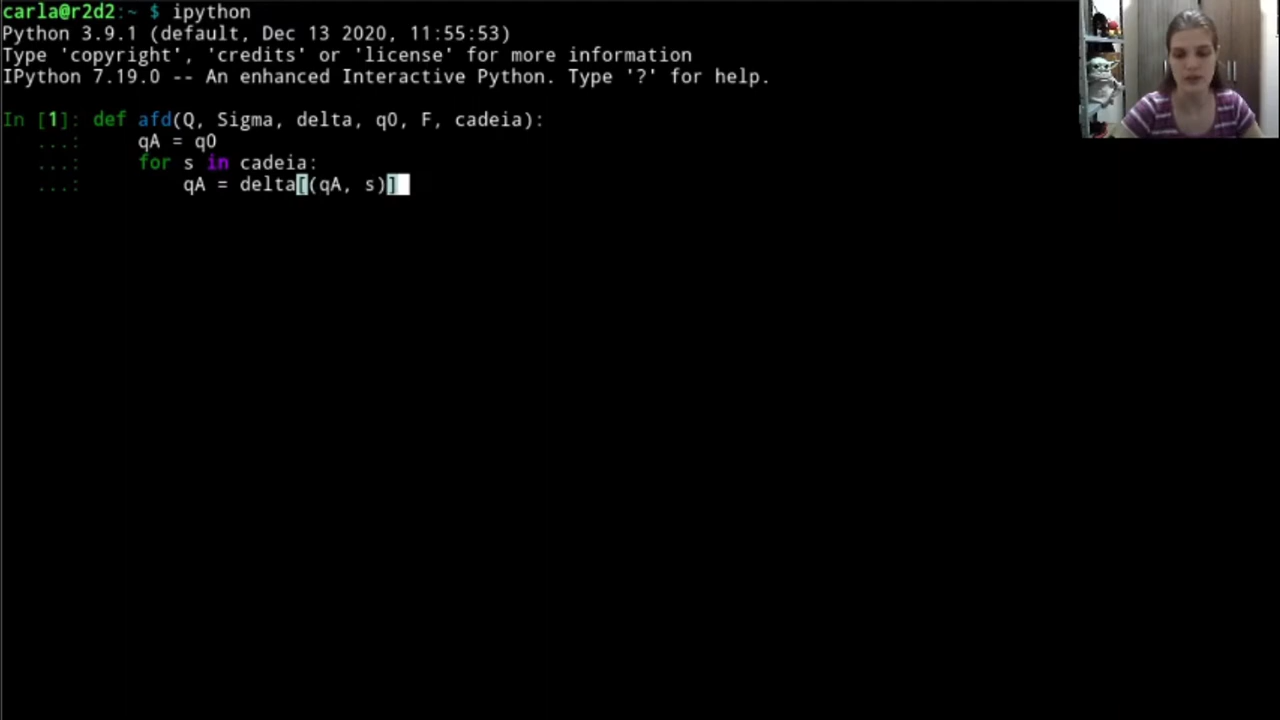 carla@r2d2:~ $ ipython
Python 3.9.1 (default, Dec 13 2020, 11:55:53)
Type 'copyright', 'credits' or 'license' for more information
IPython 7.19.0 -- An enhanced Interactive Python. Type '?' for help.
In [1]: def afd(Q, Sigma, delta, q0, F, cadeia):
...: qA = q0
...: for s in cadeia:
...: qA = delta[(qA, s)]